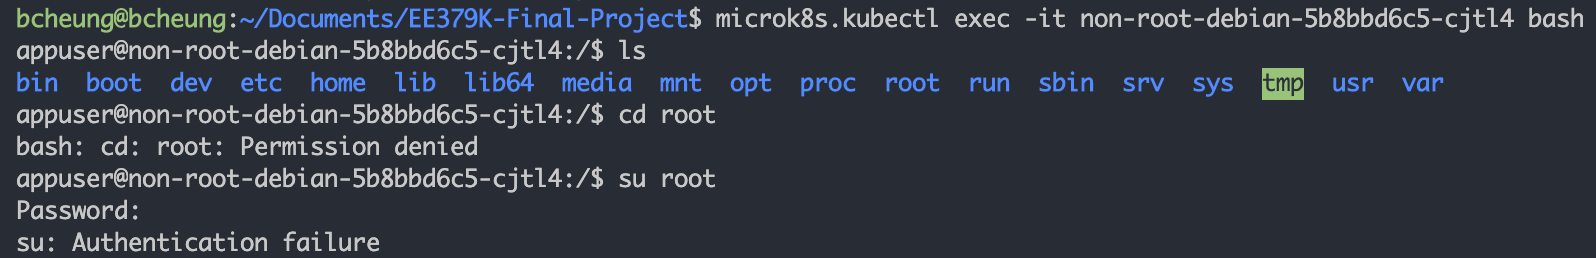 bcheung@bcheung:~/Documents/EE379K-Final-Project$ microk8s.kubectl exec -it non-root-debian-5b8bbd6c5-cjtl4 bash
appuser@non-root-debian-5b8bbd6c5-cjtl4:/$ ls
bin  boot  dev  etc  home  lib  lib64  media  mnt  opt  proc  root  run  sbin  srv  sys  tmp  usr  var
appuser@non-root-debian-5b8bbd6c5-cjtl4:/$ cd root
bash: cd: root: Permission denied
appuser@non-root-debian-5b8bbd6c5-cjtl4:/$ su root
Password:
su: Authentication failure